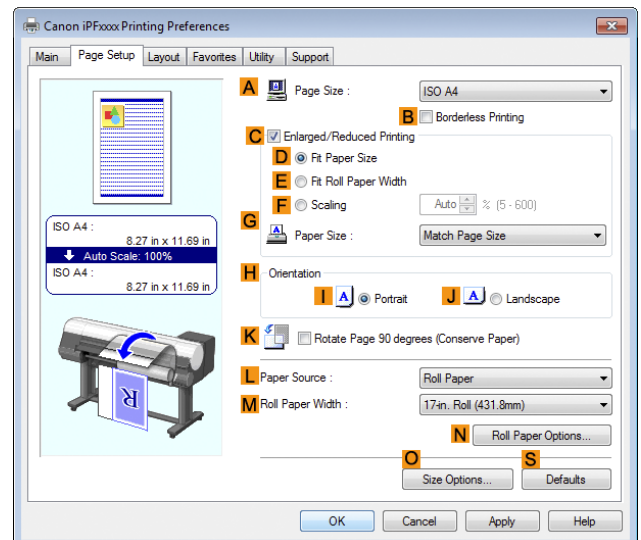 Canon iPFxxxx Printing Preferences
Main Page Setup Layout Favorites Utility Support
A Page Size : ISO A4
B Borderless Printing
C Enlarged/Reduced Printing
D Fit Paper Size
E Fit Roll Paper Width
F Scaling Auto % (5 - 600)
G Paper Size : Match Page Size
ISO A4 :
8.27 in x 11.69 in
Auto Scale: 100%
ISO A4 :
8.27 in x 11.69 in
H Orientation
I A Portrait J A Landscape
K Rotate Page 90 degrees (Conserve Paper)
R
L Paper Source : Roll Paper
M Roll Paper Width : 17-in. Roll (431.8mm)
N Roll Paper Options...
O S
Size Options... Defaults
OK Cancel Apply Help